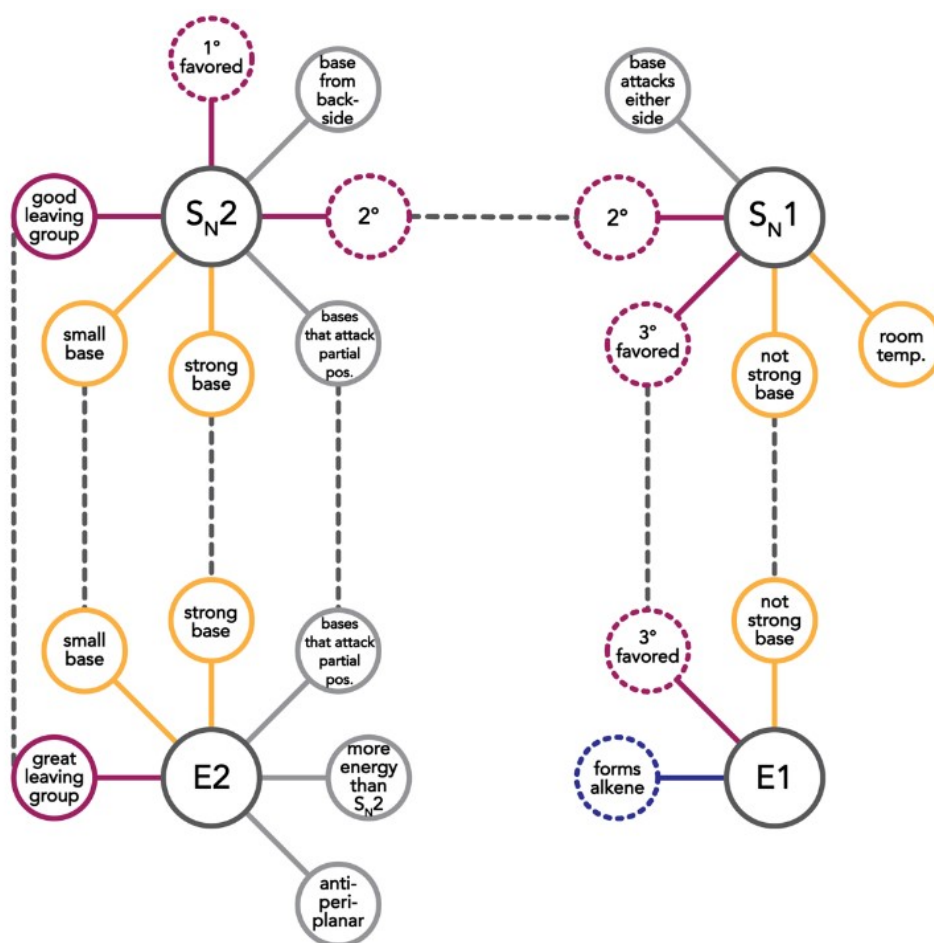 1°
favored
base
from
back-
side
base
attacks
either
side
good
leaving
group
S_N2
2°
2°
S_N1
small
base
strong
base
bases
that attack
partial
pos.
3°
favored
not
strong
base
room
temp.
small
base
strong
base
bases
that attack
partial
pos.
3°
favored
not
strong
base
great
leaving
group
E2
more
energy
than
S_N2
forms
alkene
E1
anti-
peri-
planar